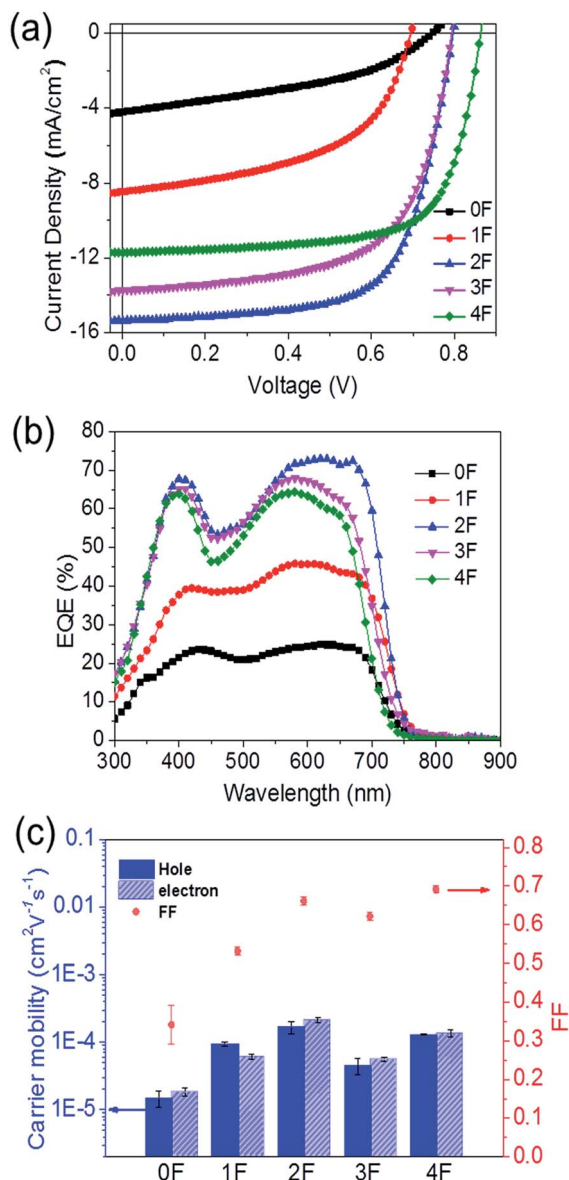 (a)
0
-4
-8
-12
-16
Current Density (mA/cm²)
0F
1F
2F
3F
4F
0.0 0.2 0.4 0.6 0.8
Voltage (V)
(b)
80
70
60
50
40
30
20
10
0
EQE (%)
0F
1F
2F
3F
4F
300 400 500 600 700 800 900
Wavelength (nm)
(c)
0.1
0.01
1E-3
1E-4
1E-5
Carrier mobility (cm²V⁻¹s⁻¹)
Hole
electron
FF
0.8
0.7
0.6
0.5
0.4
0.3
0.2
0.1
0.0
FF
0F 1F 2F 3F 4F